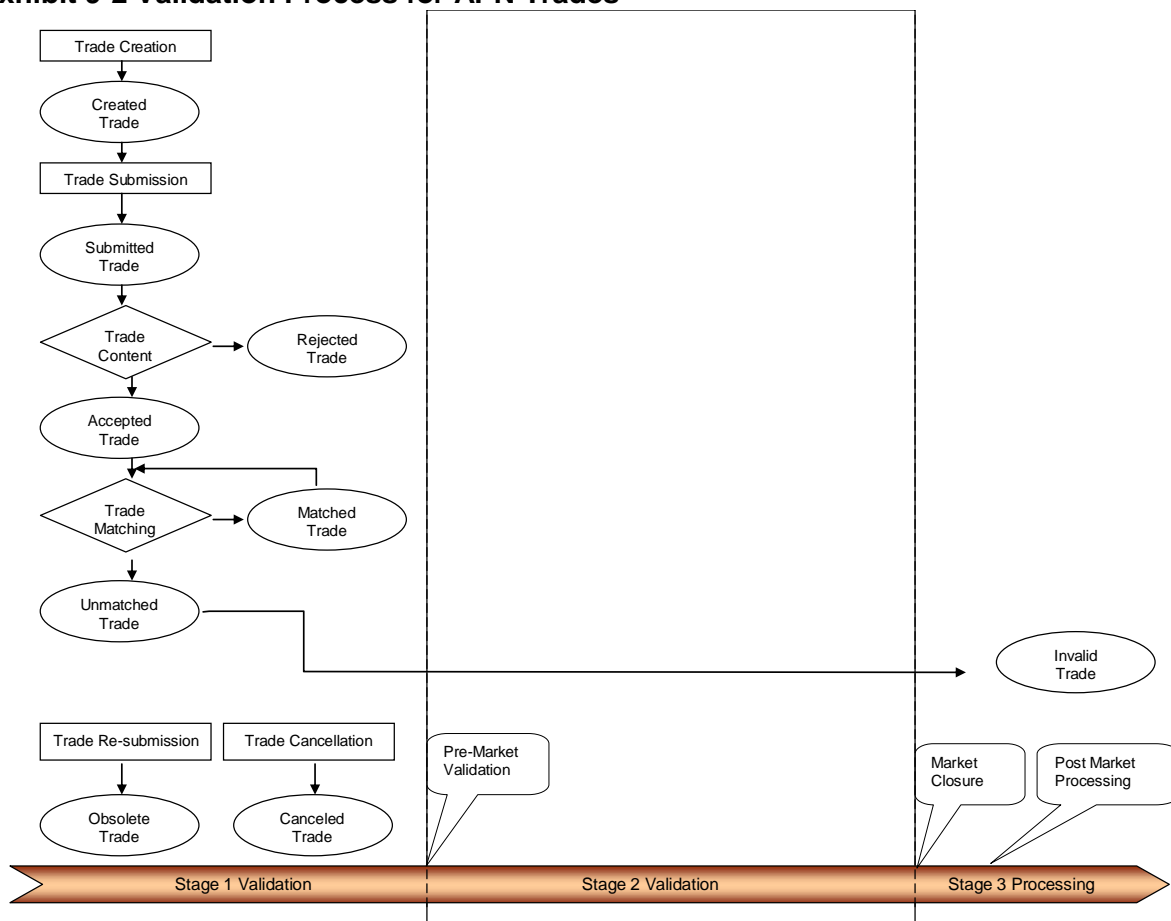 Trade Creation
Created
Trade
Trade Submission
Submitted
Trade
Trade
Content
Rejected
Trade
Accepted
Trade
Trade
Matching
Matched
Trade
Unmatched
Trade
Invalid
Trade
Trade Re-submission
Trade Cancellation
Pre-Market
Validation
Market
Closure
Post Market
Processing
Obsolete
Trade
Canceled
Trade
Stage 1 Validation
Stage 2 Validation
Stage 3 Processing